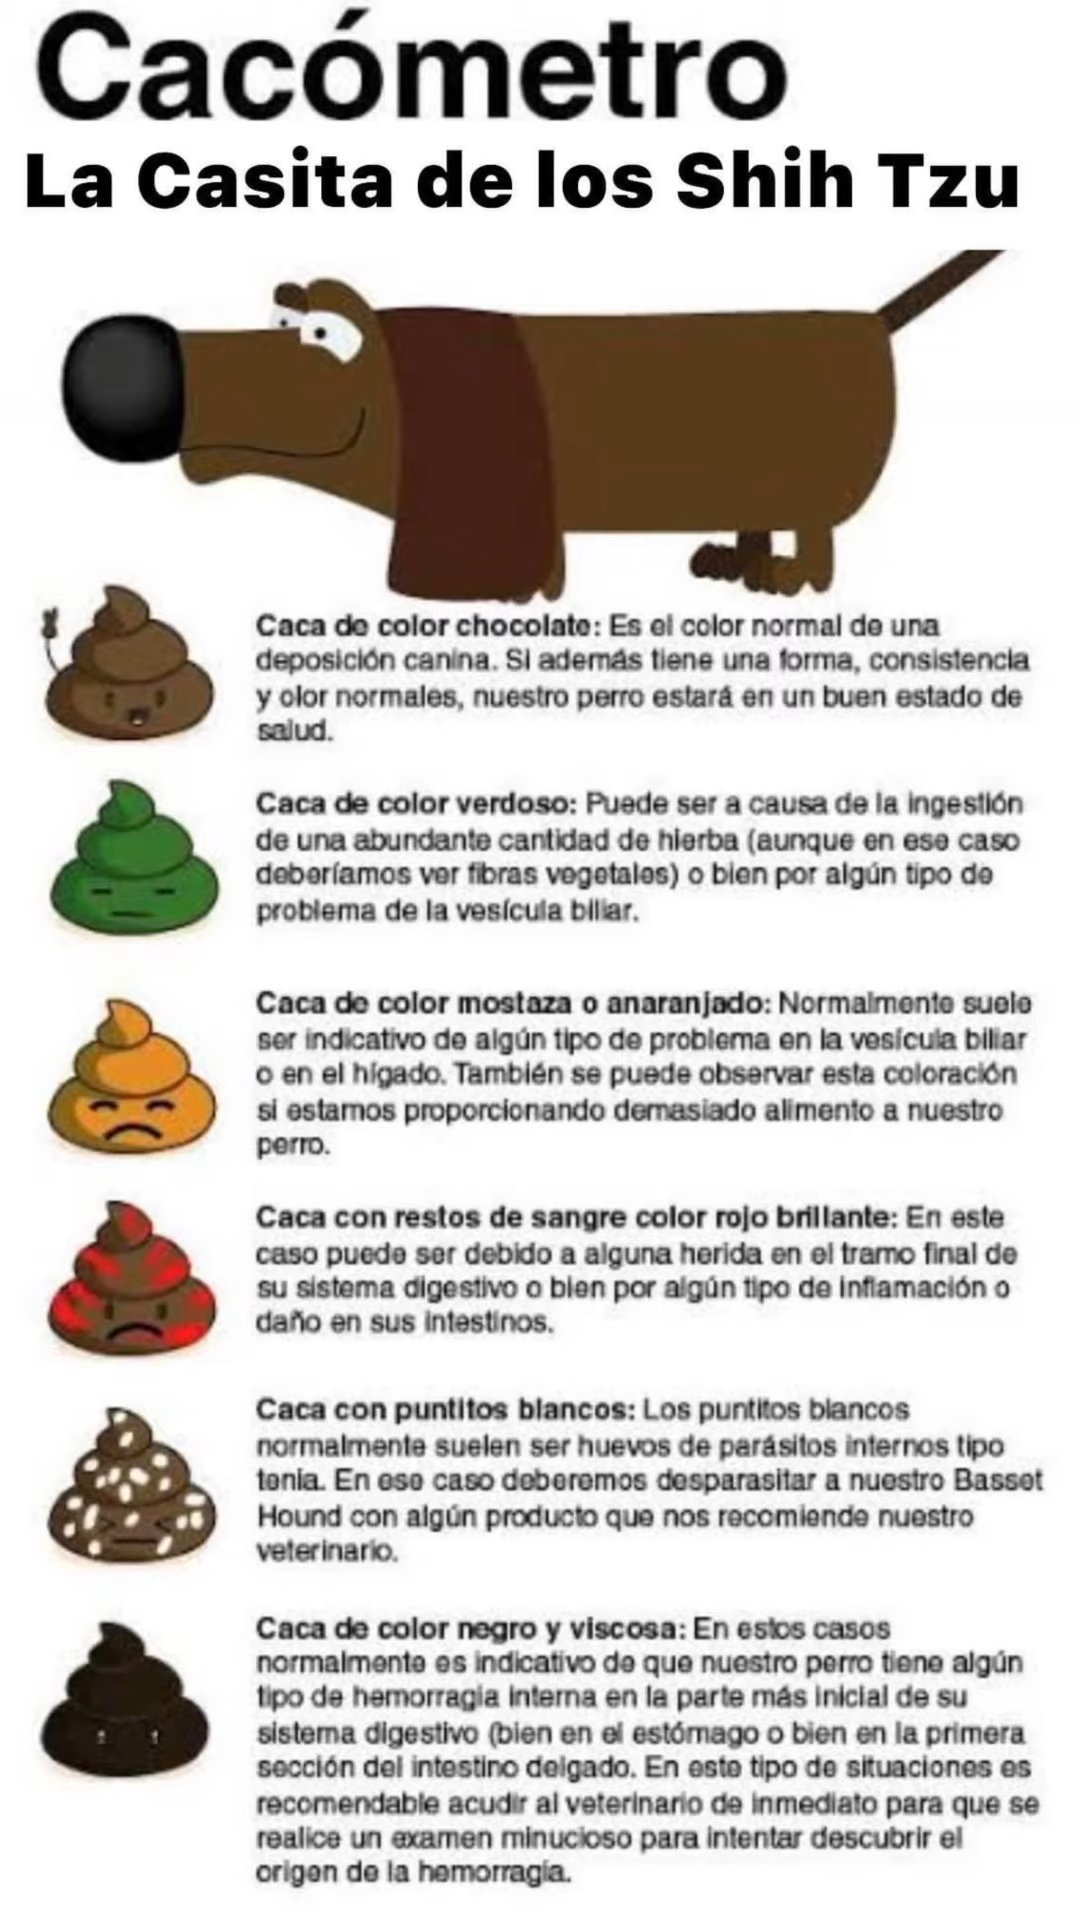 Cacómetro
La Casita de los Shih Tzu
Caca de color chocolate: Es el color normal de una
deposición canina. Si además tiene una forma, consistencia
y olor normales, nuestro perro estará en un buen estado de
salud.
Caca de color verdoso: Puede ser a causa de la ingestión
de una abundante cantidad de hierba (aunque en ese caso
deberíamos ver fibras vegetales) o bien por algún tipo de
problema de la vesícula biliar.
Caca de color mostaza o anaranjado: Normalmente suele
ser indicativo de algún tipo de problema en la vesícula biliar
o en el hígado. También se puede observar esta coloración
si estamos proporcionando demasiado alimento a nuestro
perro.
Caca con restos de sangre color rojo brillante: En este
caso puede ser debido a alguna herida en el tramo final de
su sistema digestivo o bien por algún tipo de inflamación o
daño en sus intestinos.
Caca con puntitos blancos: Los puntitos blancos
normalmente suelen ser huevos de parásitos internos tipo
tenia. En ese caso deberemos desparasitar a nuestro Basset
Hound con algún producto que nos recomiende nuestro
veterinario.
Caca de color negro y viscosa: En estos casos
normalmente es indicativo de que nuestro perro tiene algún
tipo de hemorragia interna en la parte más inicial de su
sistema digestivo (bien en el estómago o bien en la primera
sección del intestino delgado. En este tipo de situaciones es
recomendable acudir al veterinario de inmediato para que se
realice un examen minucioso para intentar descubrir el
origen de la hemorragia.